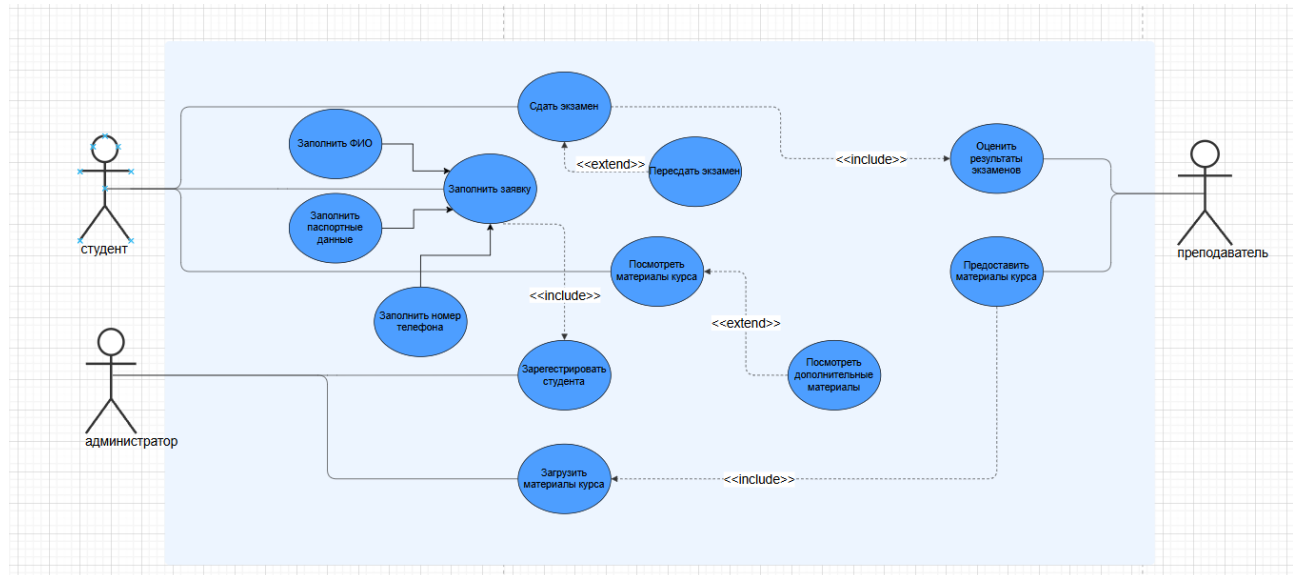 Сдать экзамен
Заполнить ФИО
Оценить
результаты
экзаменов
<<include>>
<<extend>>
Пересдать экзамен
Заполнить заявку
Заполнить
паспортные
данные
студент
преподаватель
Посмотреть
материалы курса
Предоставить
материалы курса
<<include>>
Заполнить номер
телефона
<<extend>>
Зарегестрировать
студента
Посмотреть
дополнительные
материалы
администратор
Загрузить
материалы курса
<<include>>